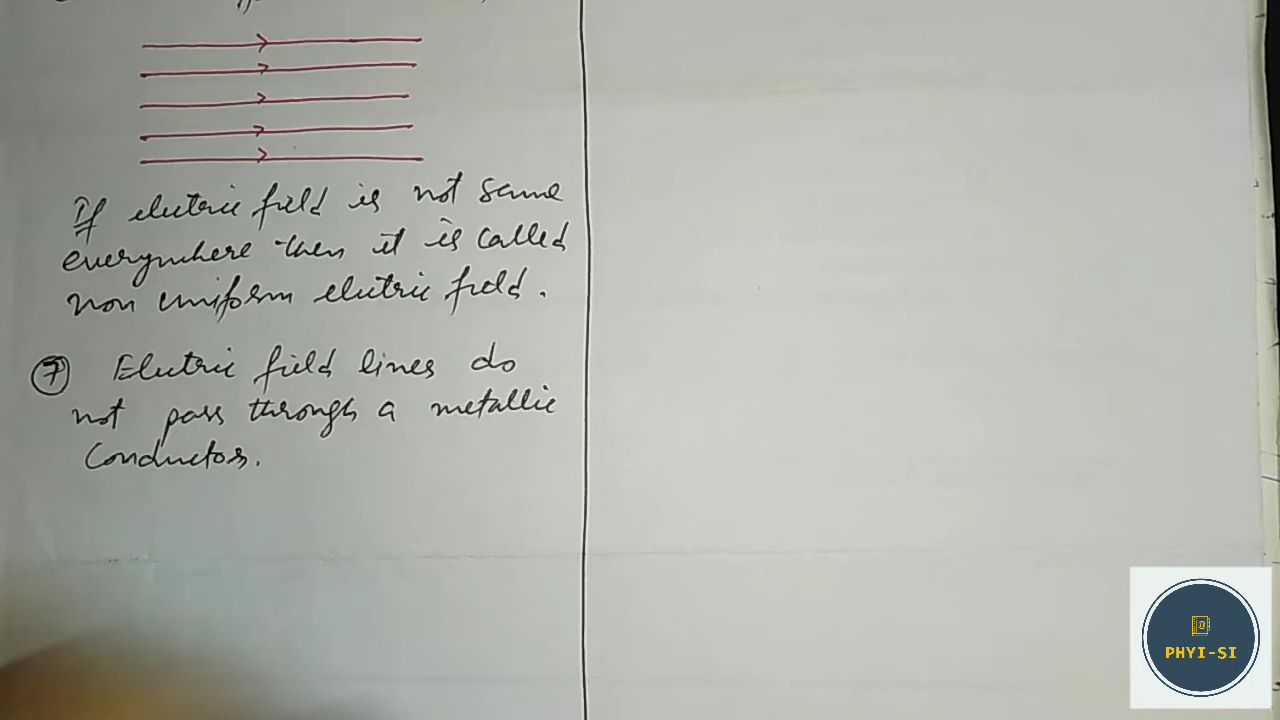 If electric field is not same
everywhere then it is called
non uniform electric field.
7 Electric field lines do
not pass through a metallic
Conductor.
PHYI-SI